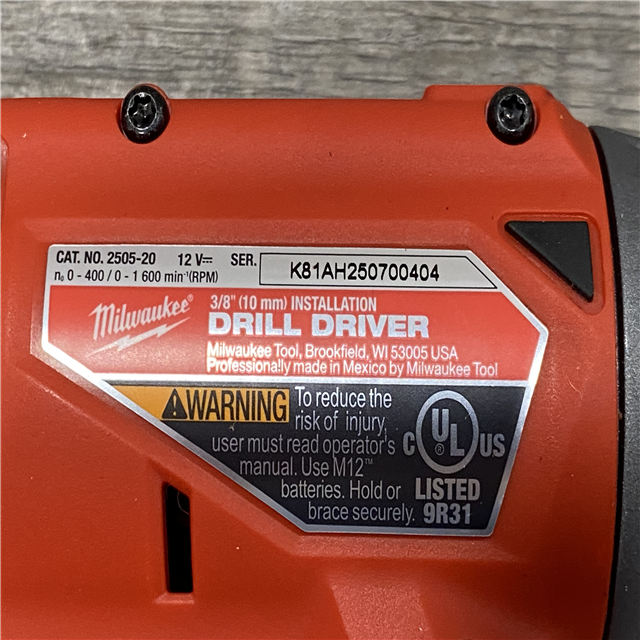 CAT. NO. 2505-20 12 V⎓ SER. K81AH250700404
n₀ 0 - 400 / 0 - 1 600 min⁻¹(RPM)
Milwaukee
3/8" (10 mm) INSTALLATION
DRILL DRIVER
Milwaukee Tool, Brookfield, WI 53005 USA
Professionally made in Mexico by Milwaukee Tool
WARNING To reduce the
risk of injury,
user must read operator's
manual. Use M12™
batteries. Hold or
brace securely.
C UL® US
LISTED
9R31